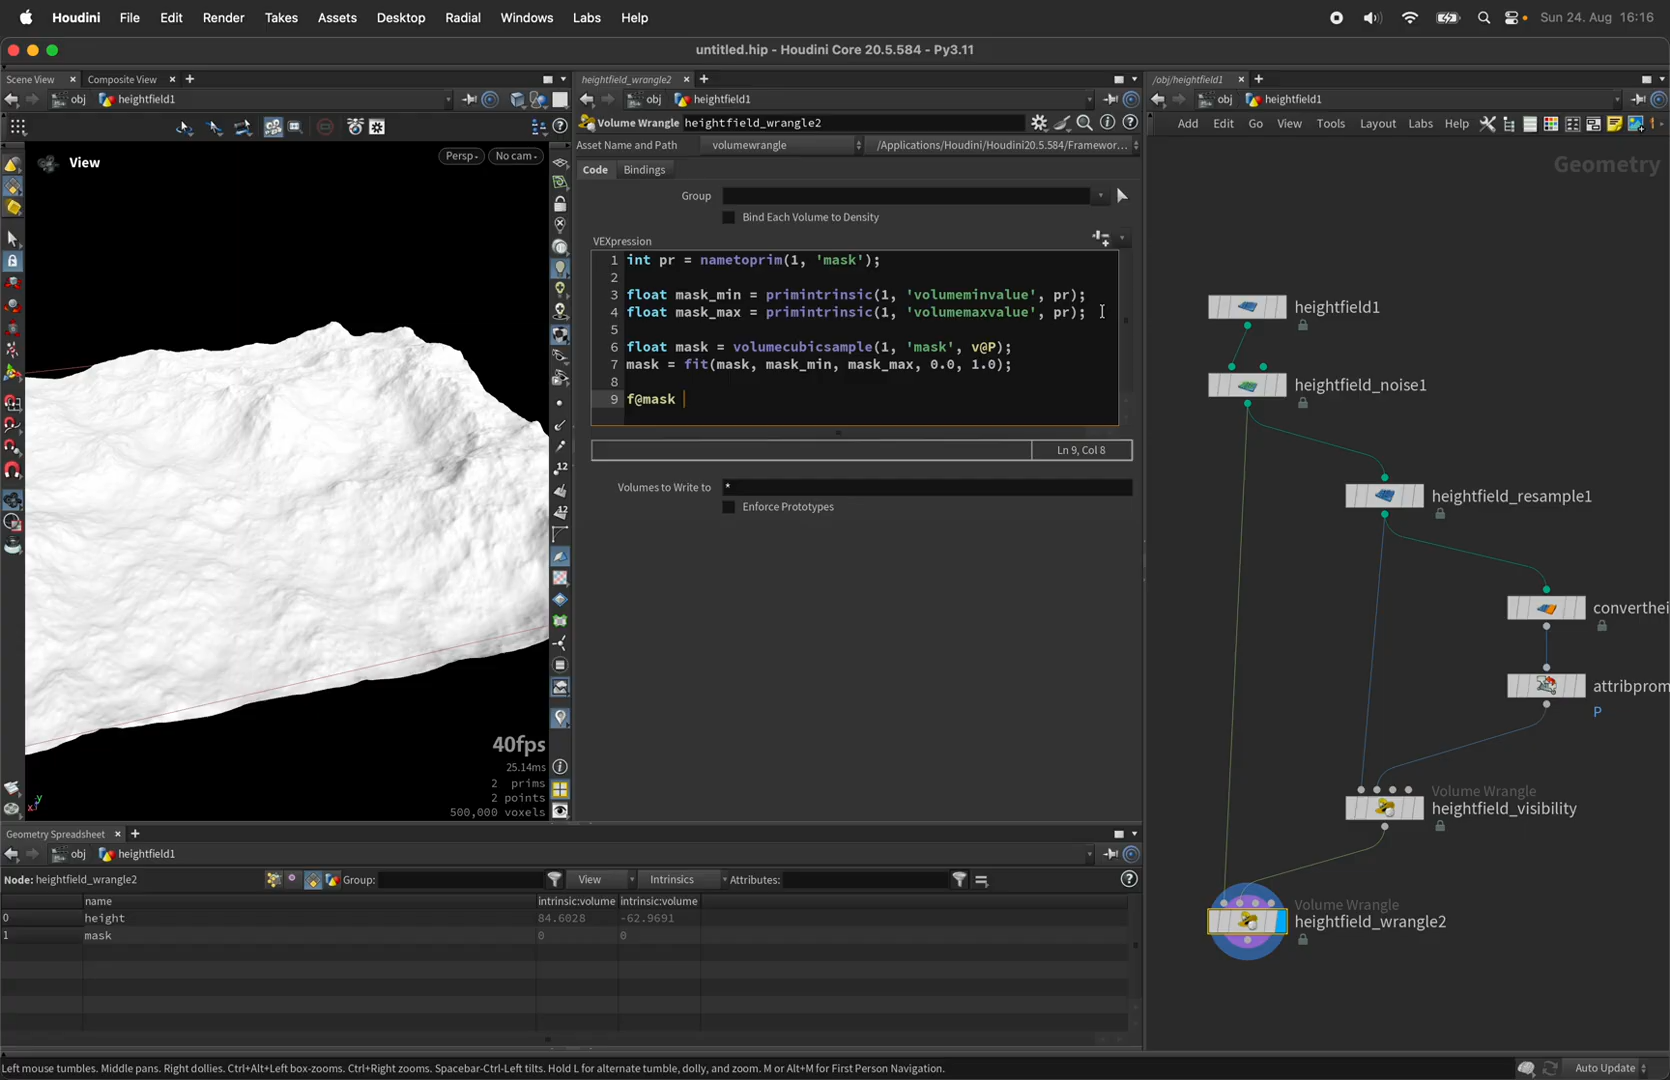 Houdini File Edit Render Takes Assets Desktop Radial Windows Labs Help Sun 24. Aug 16:16
untitled.hip - Houdini Core 20.5.584 - Py3.11
Scene View Composite View
obj heightfield1
View Persp No cam
40fps
25.14ms
2 prims
2 points
500,000 voxels
heightfield_wrangle2
obj heightfield1
Volume Wrangle heightfield_wrangle2
Asset Name and Path volumewrangle /Applications/Houdini/Houdini20.5.584/Framewor...
Code Bindings
Group
Bind Each Volume to Density
VEXpression
1 int pr = nametoprim(1, 'mask');
2
3 float mask_min = primintrinsic(1, 'volumeminvalue', pr);
4 float mask_max = primintrinsic(1, 'volumemaxvalue', pr);
5
6 float mask = volumecubicsample(1, 'mask', v@P);
7 mask = fit(mask, mask_min, mask_max, 0.0, 1.0);
8
9 f@mask
Ln 9, Col 8
Volumes to Write to *
Enforce Prototypes
/obj/heightfield1
obj heightfield1
Add Edit Go View Tools Layout Labs Help
Geometry
heightfield1
heightfield_noise1
heightfield_resample1
converthei
attribprom
P
Volume Wrangle
heightfield_visibility
Volume Wrangle
heightfield_wrangle2
Geometry Spreadsheet
obj heightfield1
Node: heightfield_wrangle2 Group: View Intrinsics Attributes:
name intrinsic:volume intrinsic:volume
0 height 84.6028 -62.9691
1 mask 0 0
Left mouse tumbles. Middle pans. Right dollies. Ctrl+Alt+Left box-zooms. Ctrl+Right zooms. Spacebar-Ctrl-Left tilts. Hold L for alternate tumble, dolly, and zoom. M or Alt+M for First Person Navigation.
Auto Update